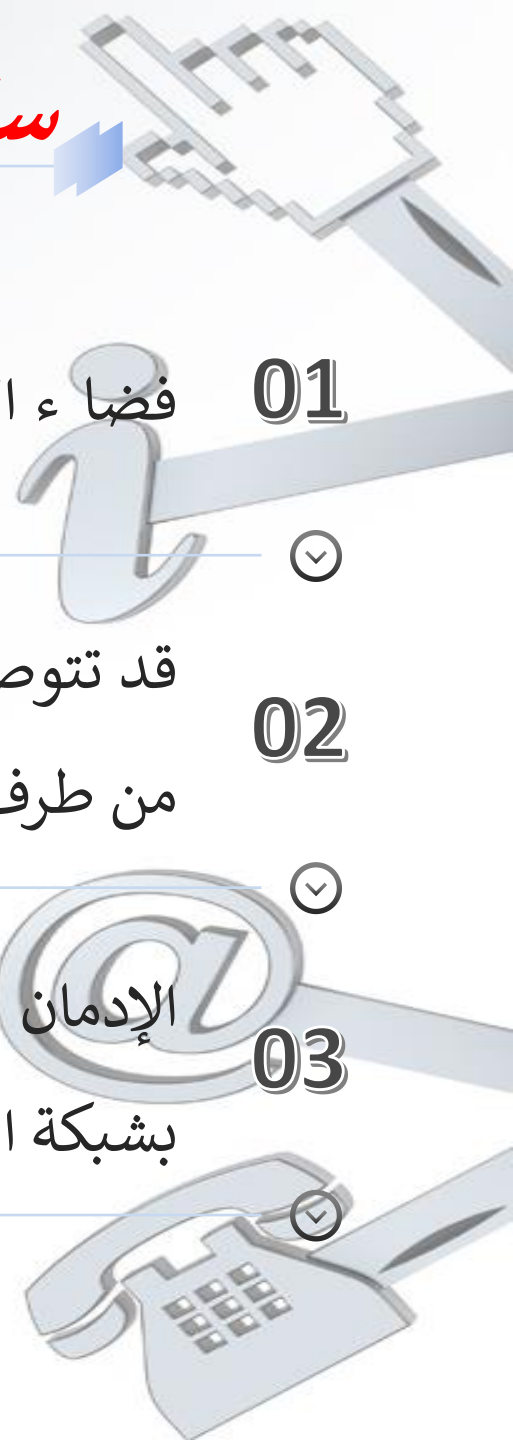 01 فضا ء ا
02 قد تتوص
من طرف
03 الإدمان
بشبكة ا